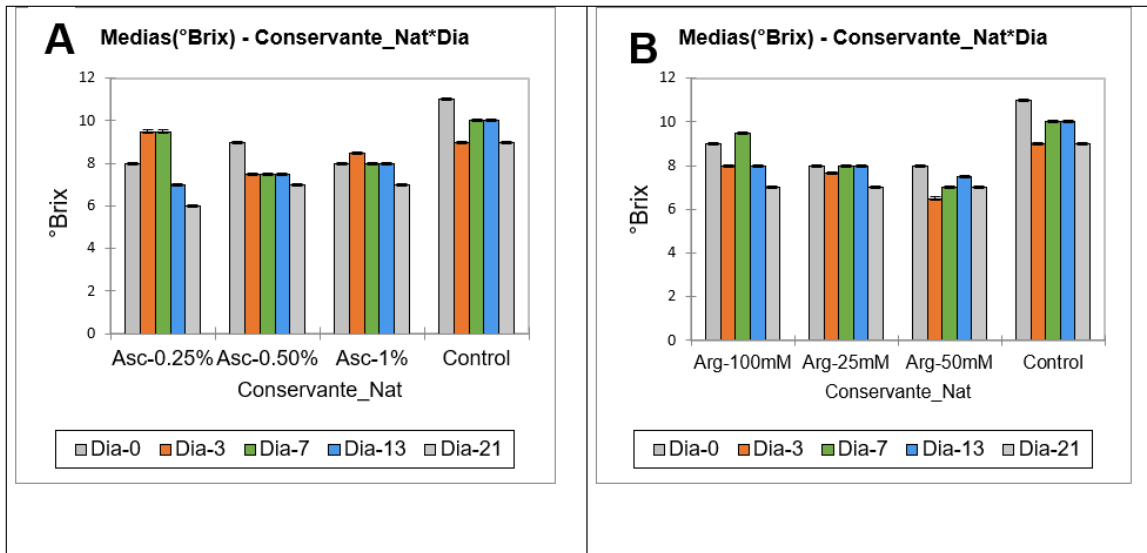 A
Medias(°Brix) - Conservante_Nat*Dia
12
10
8
6
4
2
0
°Brix
Asc-0.25% Asc-0.50% Asc-1% Control
Conservante_Nat
Dia-0 Dia-3 Dia-7 Dia-13 Dia-21
B
Medias(°Brix) - Conservante_Nat*Dia
12
10
8
6
4
2
0
°Brix
Arg-100mM Arg-25mM Arg-50mM Control
Conservante_Nat
Dia-0 Dia-3 Dia-7 Dia-13 Dia-21